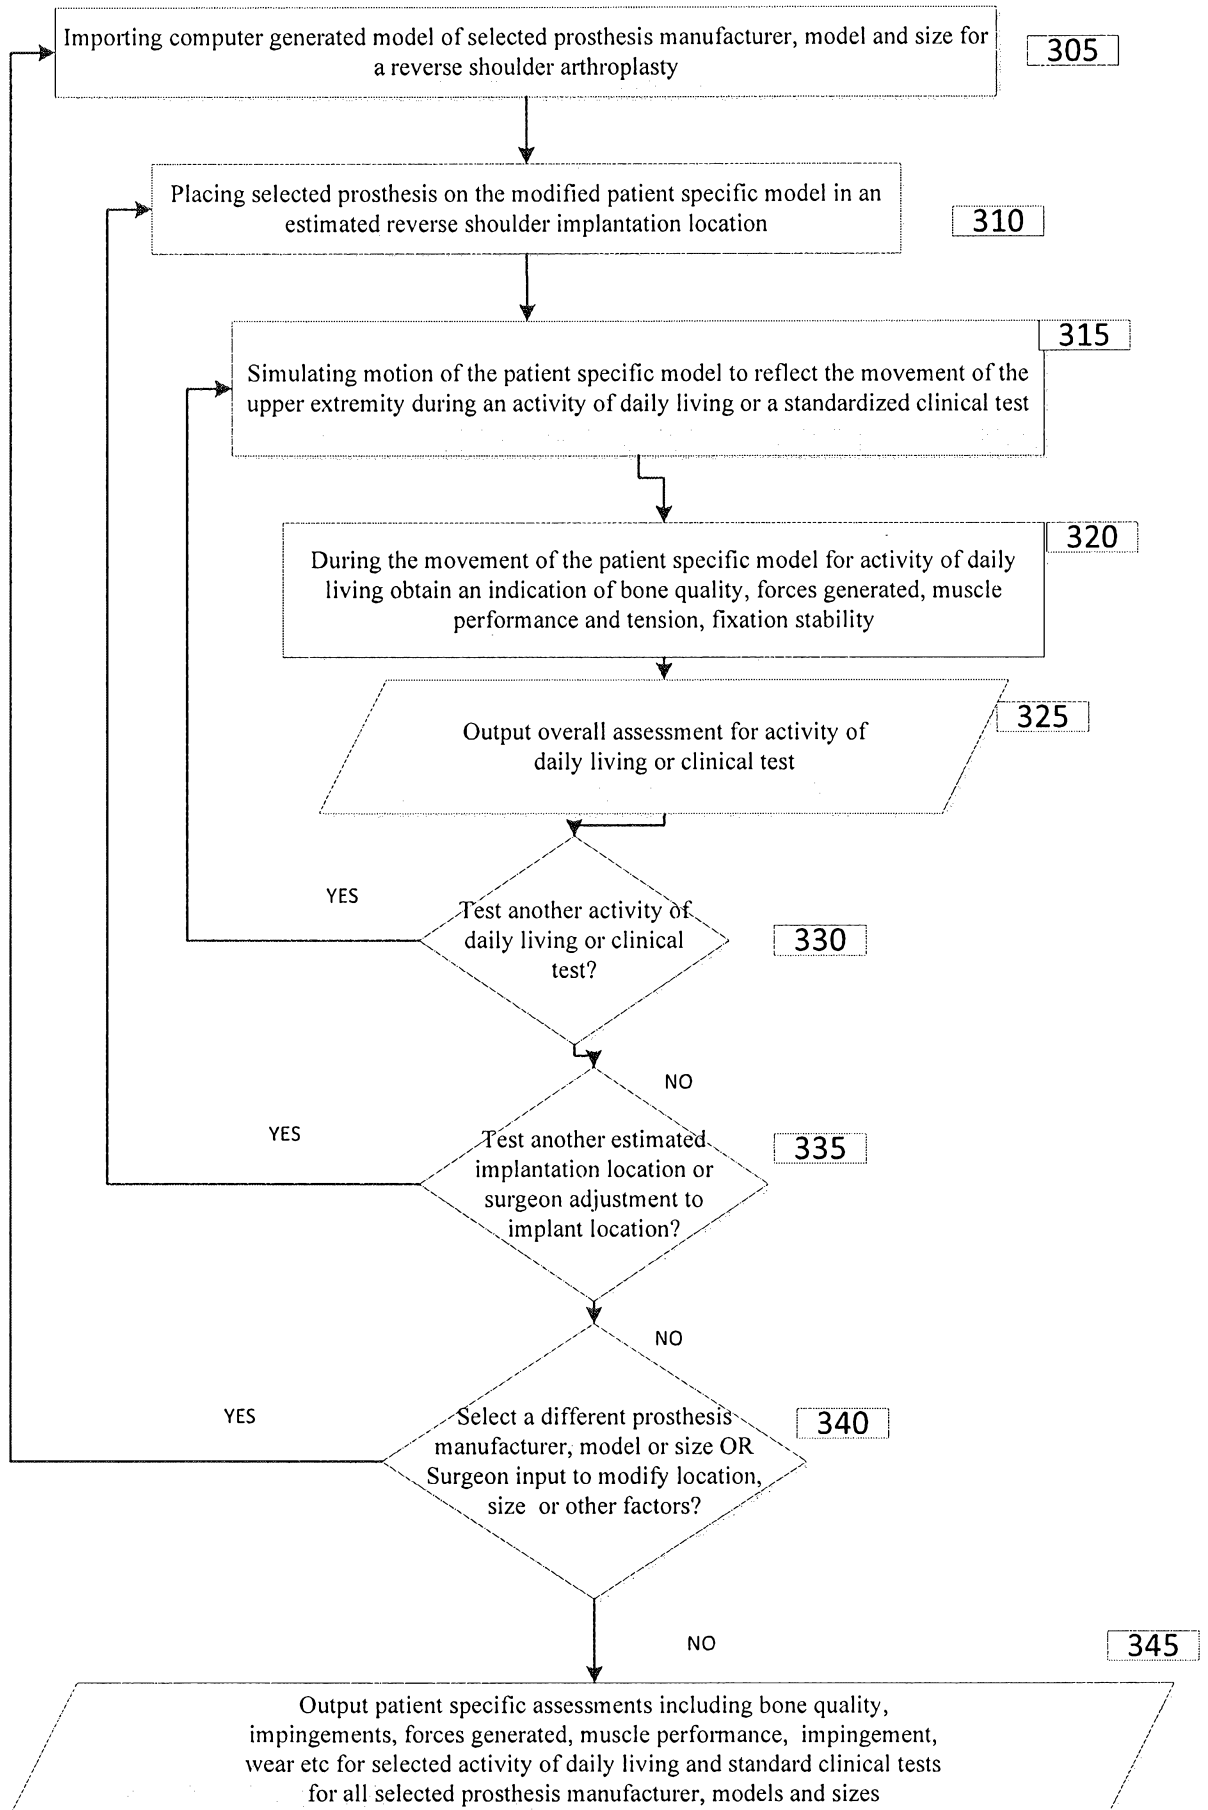 Importing computer generated model of selected prosthesis manufacturer, model and size for
a reverse shoulder arthroplasty
305
Placing selected prosthesis on the modified patient specific model in an
estimated reverse shoulder implantation location
310
315
Simulating motion of the patient specific model to reflect the movement of the
upper extremity during an activity of daily living or a standardized clinical test
320
During the movement of the patient specific model for activity of daily
living obtain an indication of bone quality, forces generated, muscle
performance and tension, fixation stability
325
Output overall assessment for activity of
daily living or clinical test
YES
Test another activity of
daily living or clinical
test?
330
NO
YES
Test another estimated
implantation location or
surgeon adjustment to
implant location?
335
NO
YES
Select a different prosthesis
manufacturer, model or size OR
Surgeon input to modify location,
size or other factors?
340
NO
345
Output patient specific assessments including bone quality,
impingements, forces generated, muscle performance, impingement,
wear etc for selected activity of daily living and standard clinical tests
for all selected prosthesis manufacturer, models and sizes